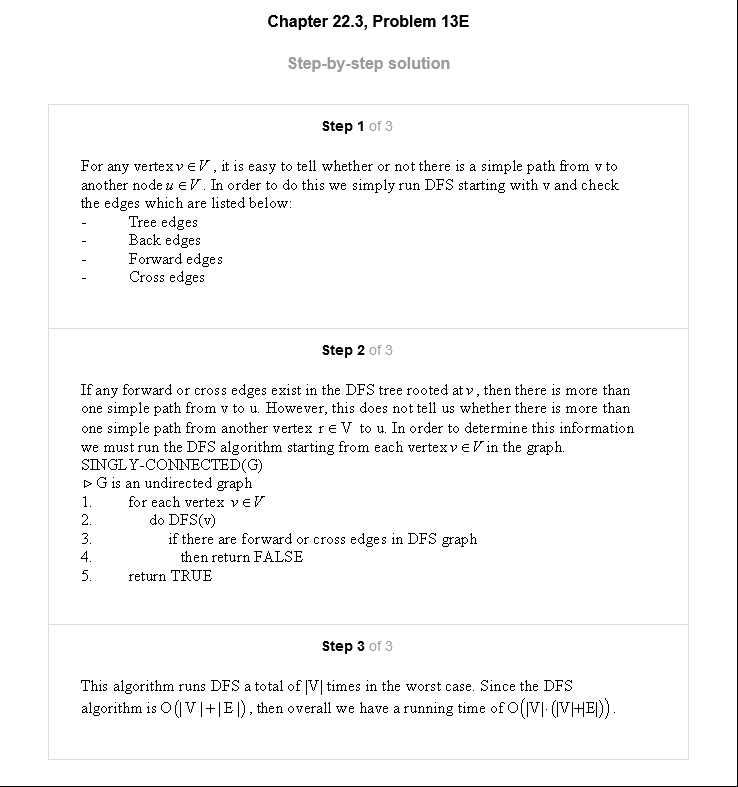 Chapter 22.3, Problem 13E
Step-by-step solution
Step 1 of 3
For any vertex v ∈ V, it is easy to tell whether or not there is a simple path from v to
another node u ∈ V. In order to do this we simply run DFS starting with v and check
the edges which are listed below:
- Tree edges
- Back edges
- Forward edges
- Cross edges
Step 2 of 3
If any forward or cross edges exist in the DFS tree rooted at v, then there is more than
one simple path from v to u. However, this does not tell us whether there is more than
one simple path from another vertex r ∈ V to u. In order to determine this information
we must run the DFS algorithm starting from each vertex v ∈ V in the graph.
SINGLY-CONNECTED(G)
▹ G is an undirected graph
1. for each vertex v ∈ V
2. do DFS(v)
3. if there are forward or cross edges in DFS graph
4. then return FALSE
5. return TRUE
Step 3 of 3
This algorithm runs DFS a total of |V| times in the worst case. Since the DFS
algorithm is O(|V|+|E|), then overall we have a running time of O(|V|·(|V|+|E|)).